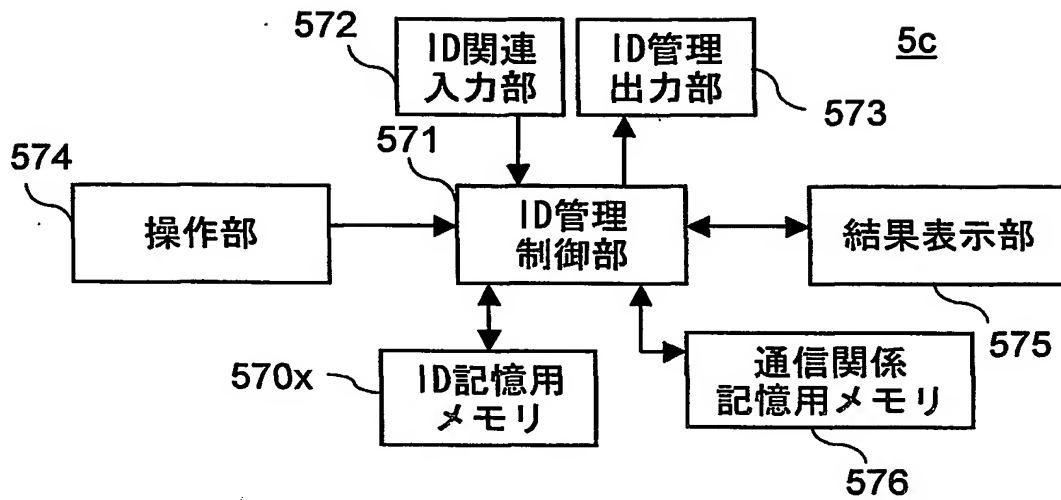 572
ID関連
入力部
ID管理
出力部
5c
573
571
574
操作部
ID管理
制御部
結果表示部
575
570x
ID記憶用
メモリ
通信関係
記憶用メモリ
576